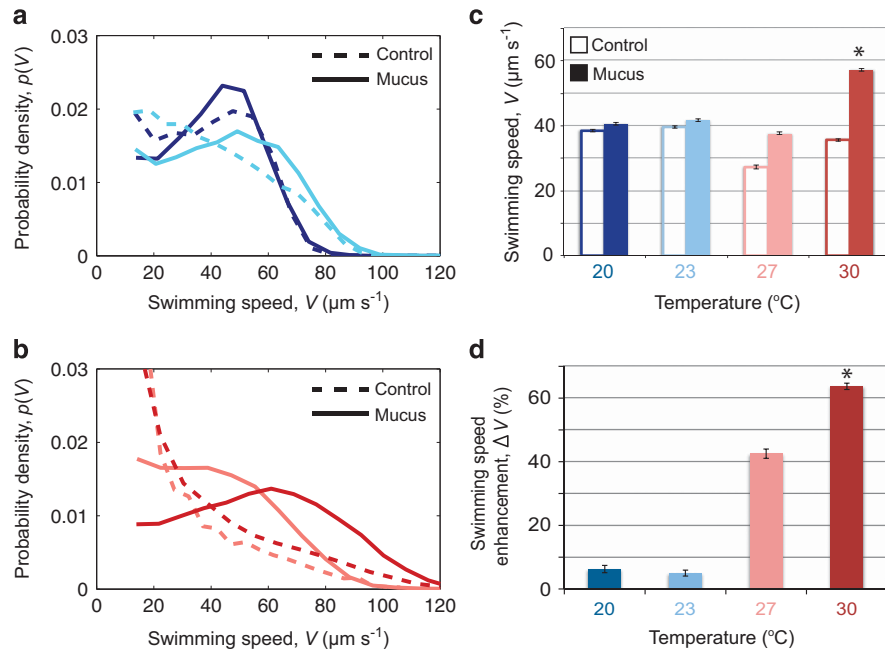 a
0.03
0.02
0.01
0
Probability density, p(V)
Control
Mucus
0 20 40 60 80 100 120
Swimming speed, V (µm s⁻¹)
b
0.03
0.02
0.01
0
Probability density, p(V)
Control
Mucus
0 20 40 60 80 100 120
Swimming speed, V (µm s⁻¹)
c
60
40
20
0
Swimming speed, V (µm s⁻¹)
Control
Mucus
*
20 23 27 30
Temperature (°C)
d
60
40
20
0
Swimming speed
enhancement, Δ V (%)
*
20 23 27 30
Temperature (°C)